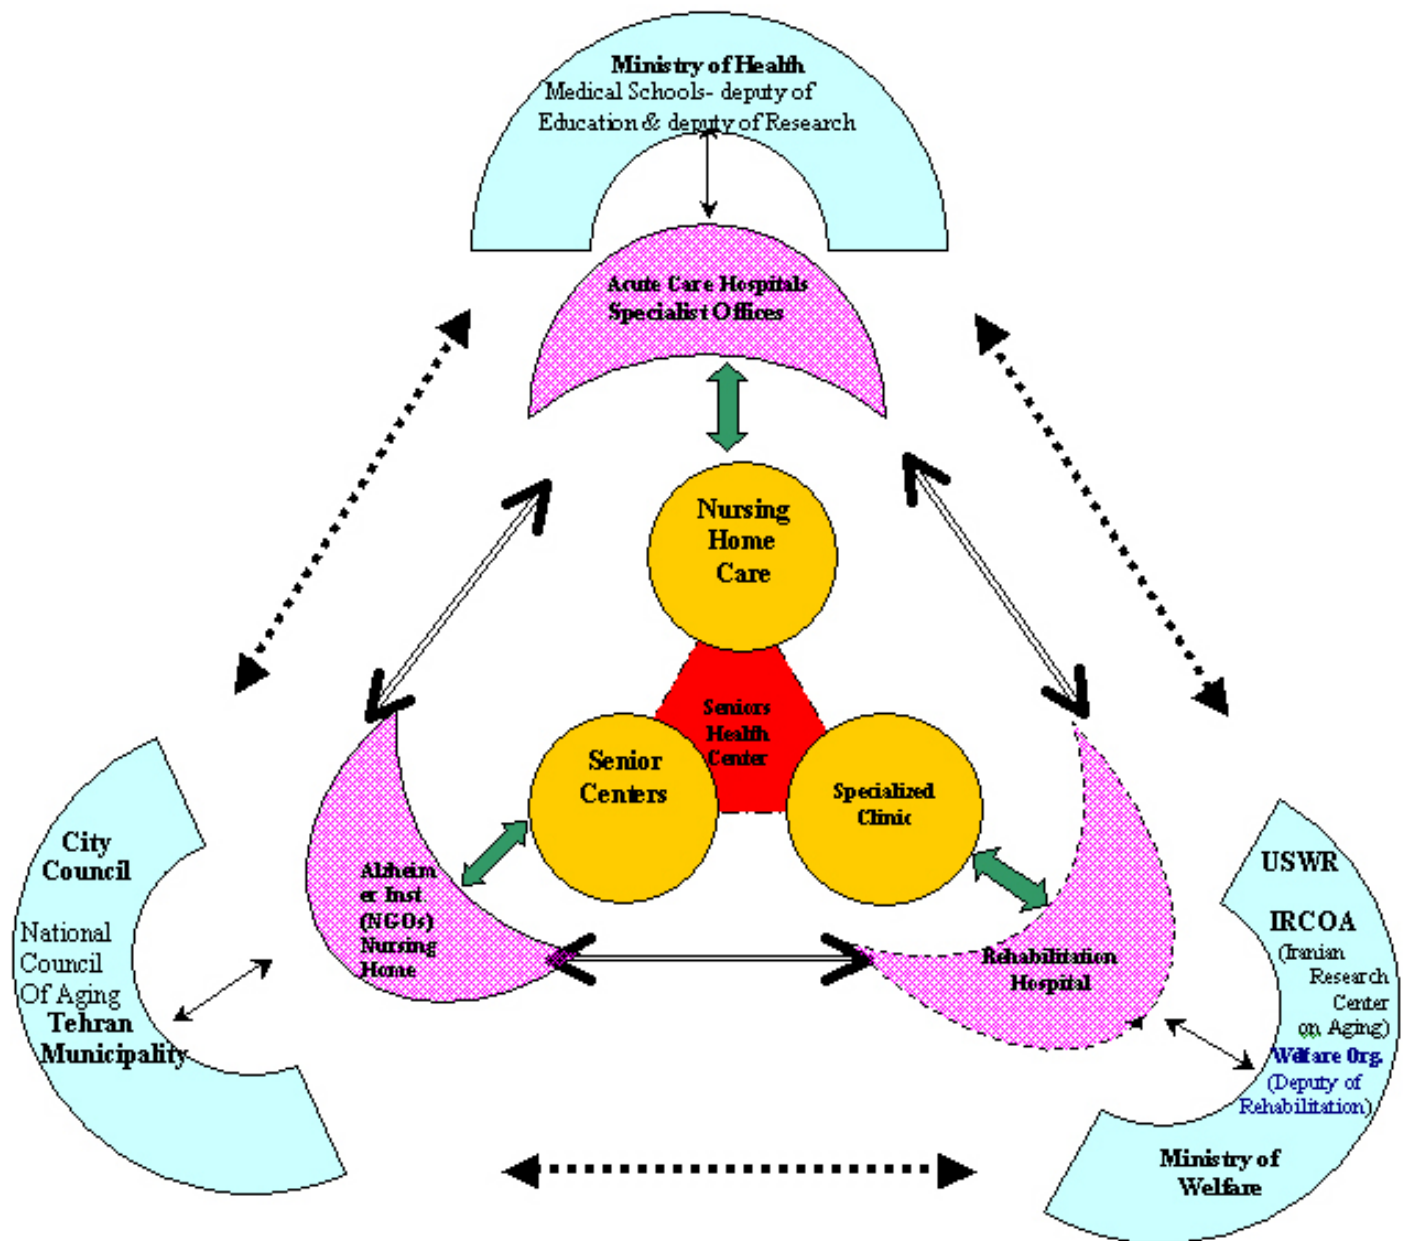 Ministry of Health
Medical Schools- deputy of
Education & deputy of Research
Acute Care Hospitals
Specialist Offices
Nursing
Home
Care
Seniors
Health
Center
Senior
Centers
Specialized
Clinic
City
Council
National
Council
Of Aging
Tehran
Municipality
Alzheim
er Inst.
(NGOs)
Nursing
Home
Rehabilitation
Hospital
USWR
IRCOA
(Iranian
Research
Center
on Aging)
Welfare Org.
(Deputy of
Rehabilitation)
Ministry of
Welfare